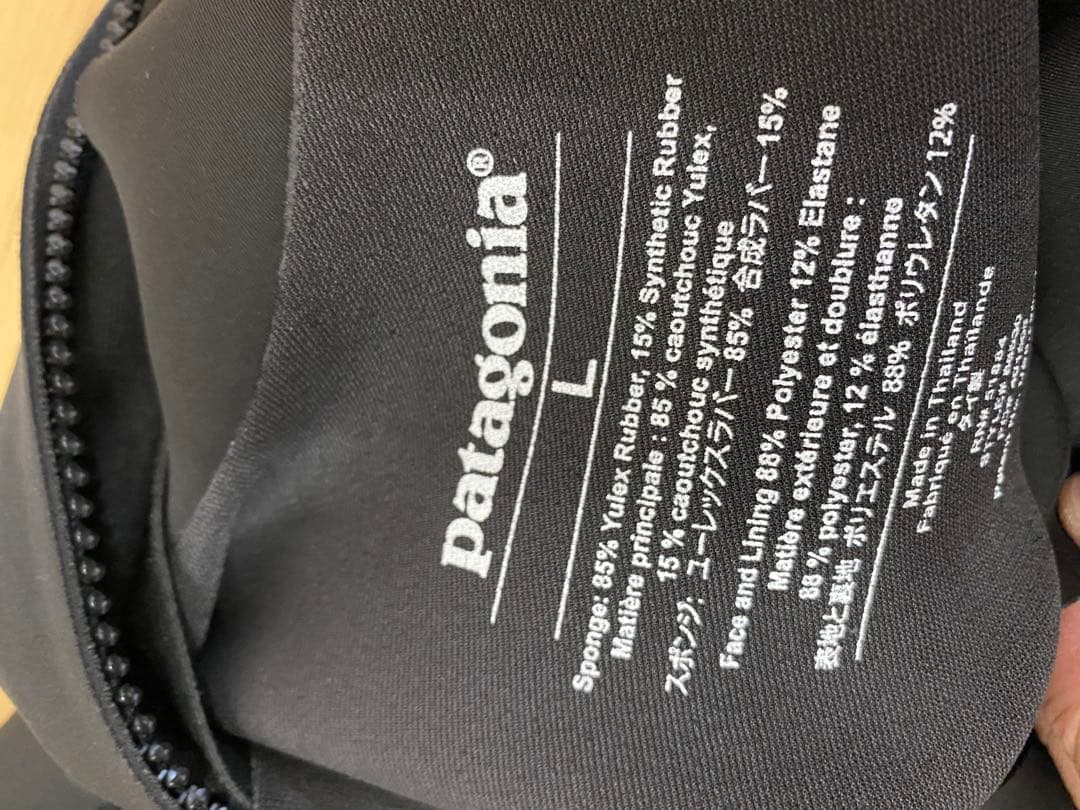 patagonia®
L
Sponge: 85% Yulex Rubber, 15% Synthetic Rubber
Matière principale : 85 % caoutchouc Yulex,
15 % caoutchouc synthétique
スポンジ: ユーレックスラバー 85% 合成ラバー 15%
Face and Lining 88% Polyester 12% Elastane
Matière extérieure et doublure :
88 % polyester, 12 % élasthanne
表地と裏地 ポリエステル 88% ポリウレタン 12%
Made in Thailand
Fabriqué en Thaïlande
タイ製